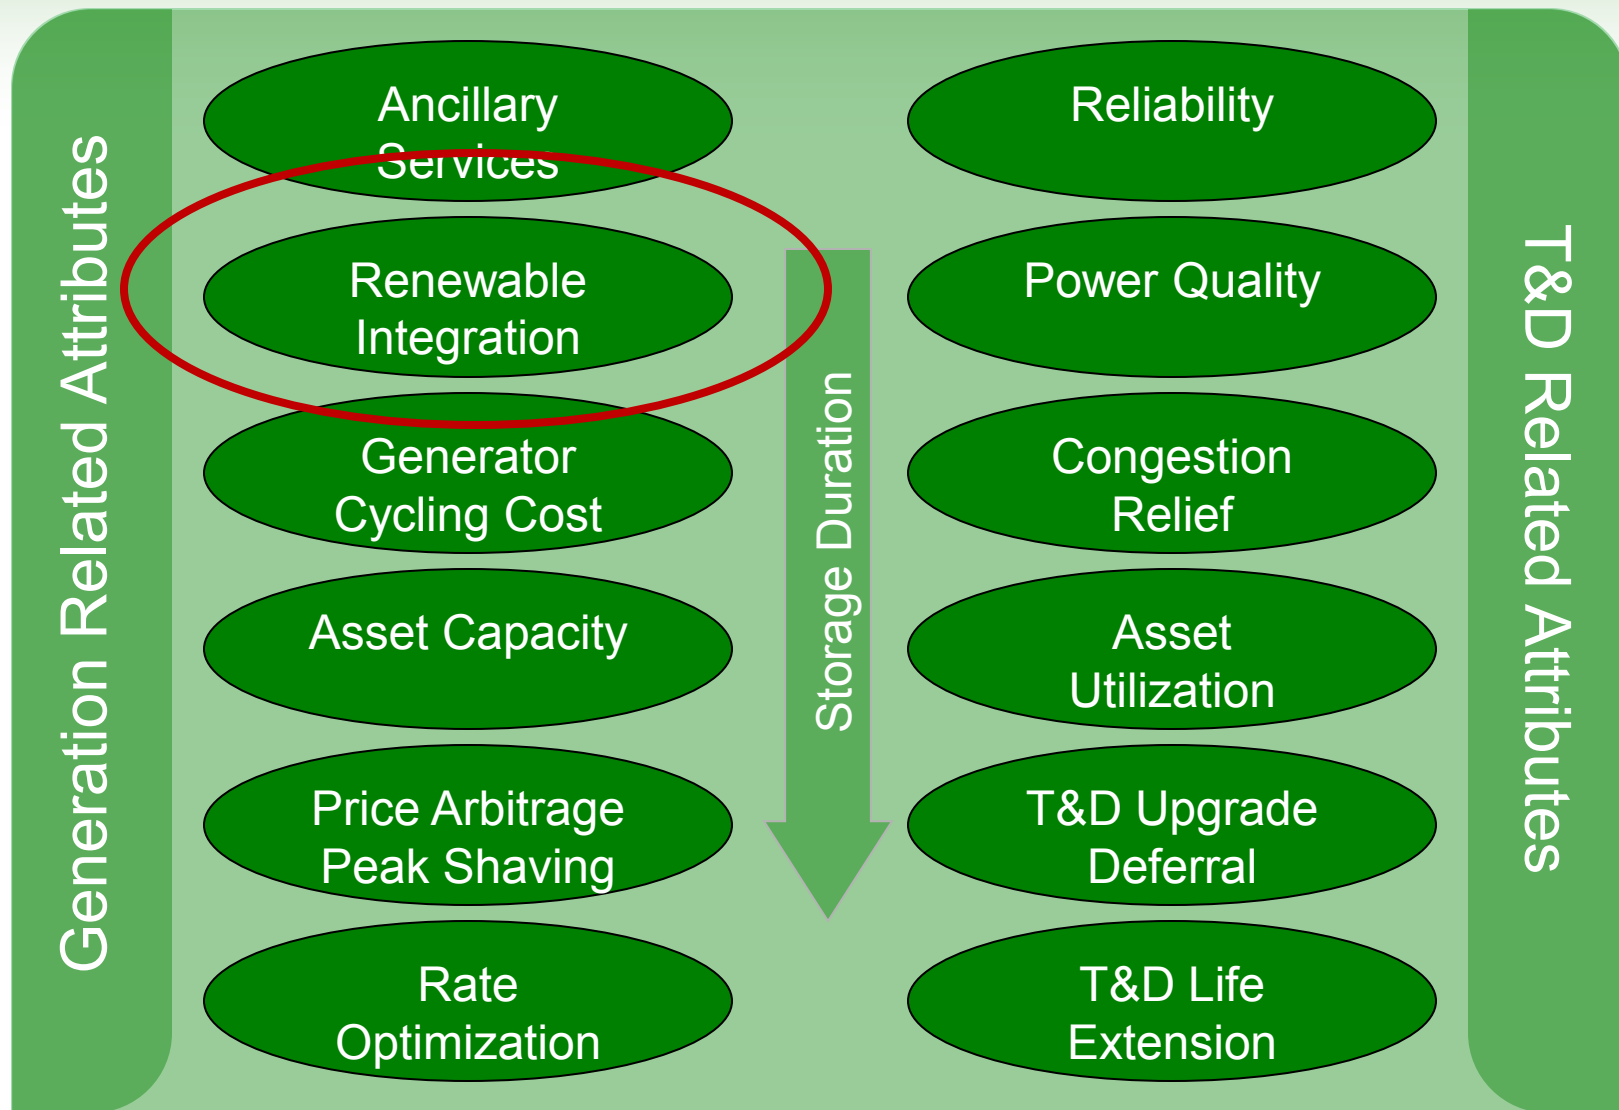 Generation Related Attributes
Ancillary
Services
Renewable
Integration
Generator
Cycling Cost
Asset Capacity
Price Arbitrage
Peak Shaving
Rate
Optimization
Storage Duration
Reliability
Power Quality
Congestion
Relief
Asset
Utilization
T&D Upgrade
Deferral
T&D Life
Extension
T&D Related Attributes